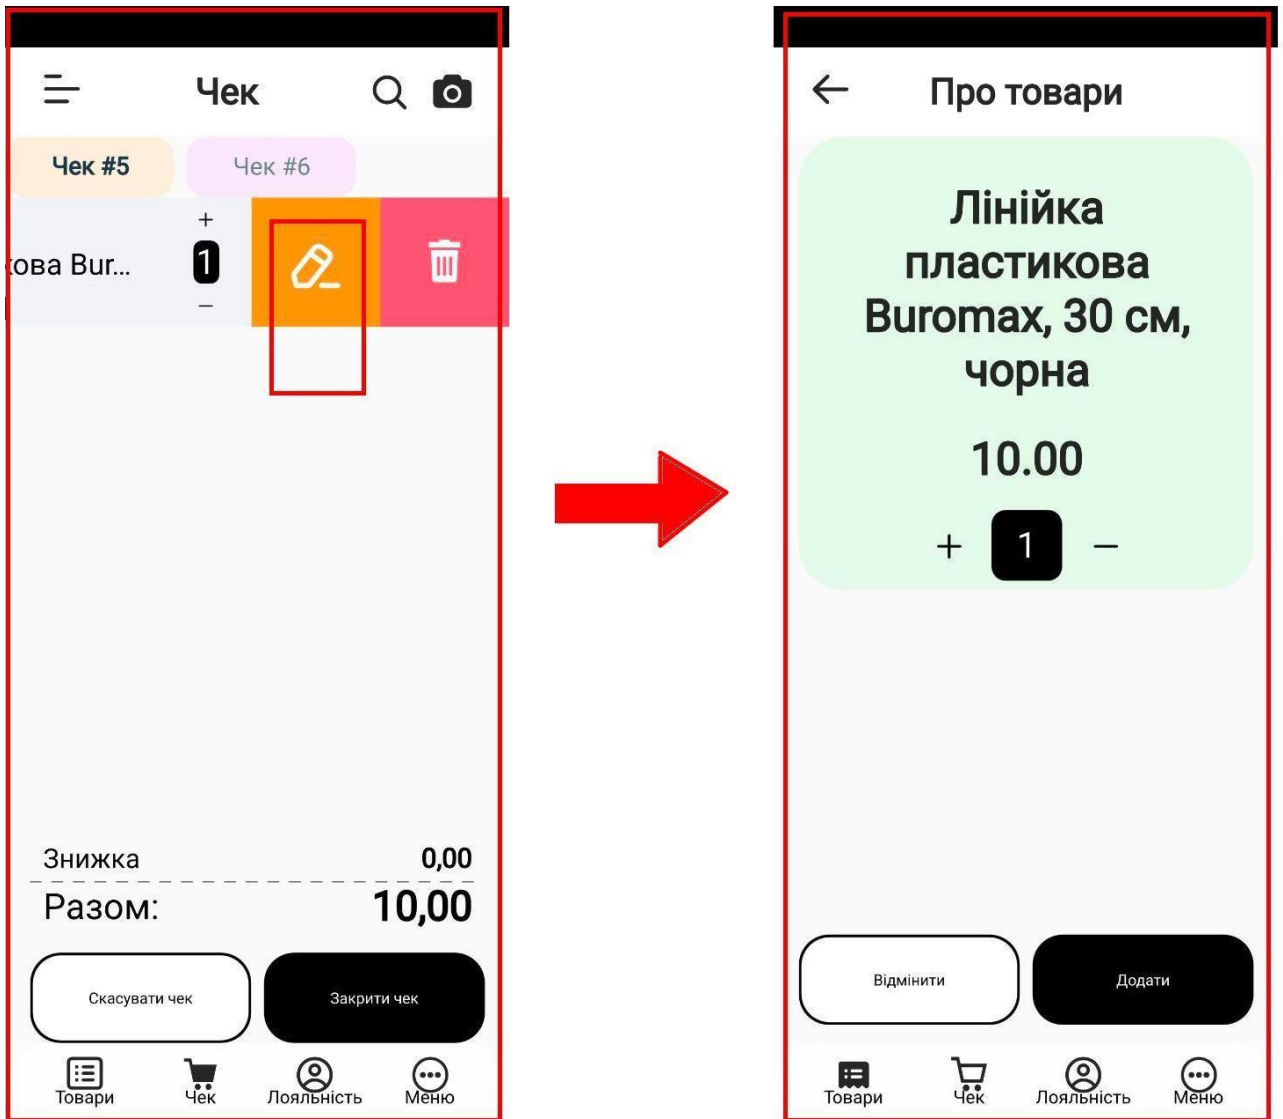 Чек
Чек #5
Чек #6
+
кова Bur...
1
−
Знижка 0,00
Разом: 10,00
Скасувати чек
Закрити чек
Товари
Чек
Лояльність
Меню
Про товари
Лінійка
пластикова
Buromax, 30 см,
чорна
10.00
+ 1 −
Відмінити
Додати
Товари
Чек
Лояльність
Меню